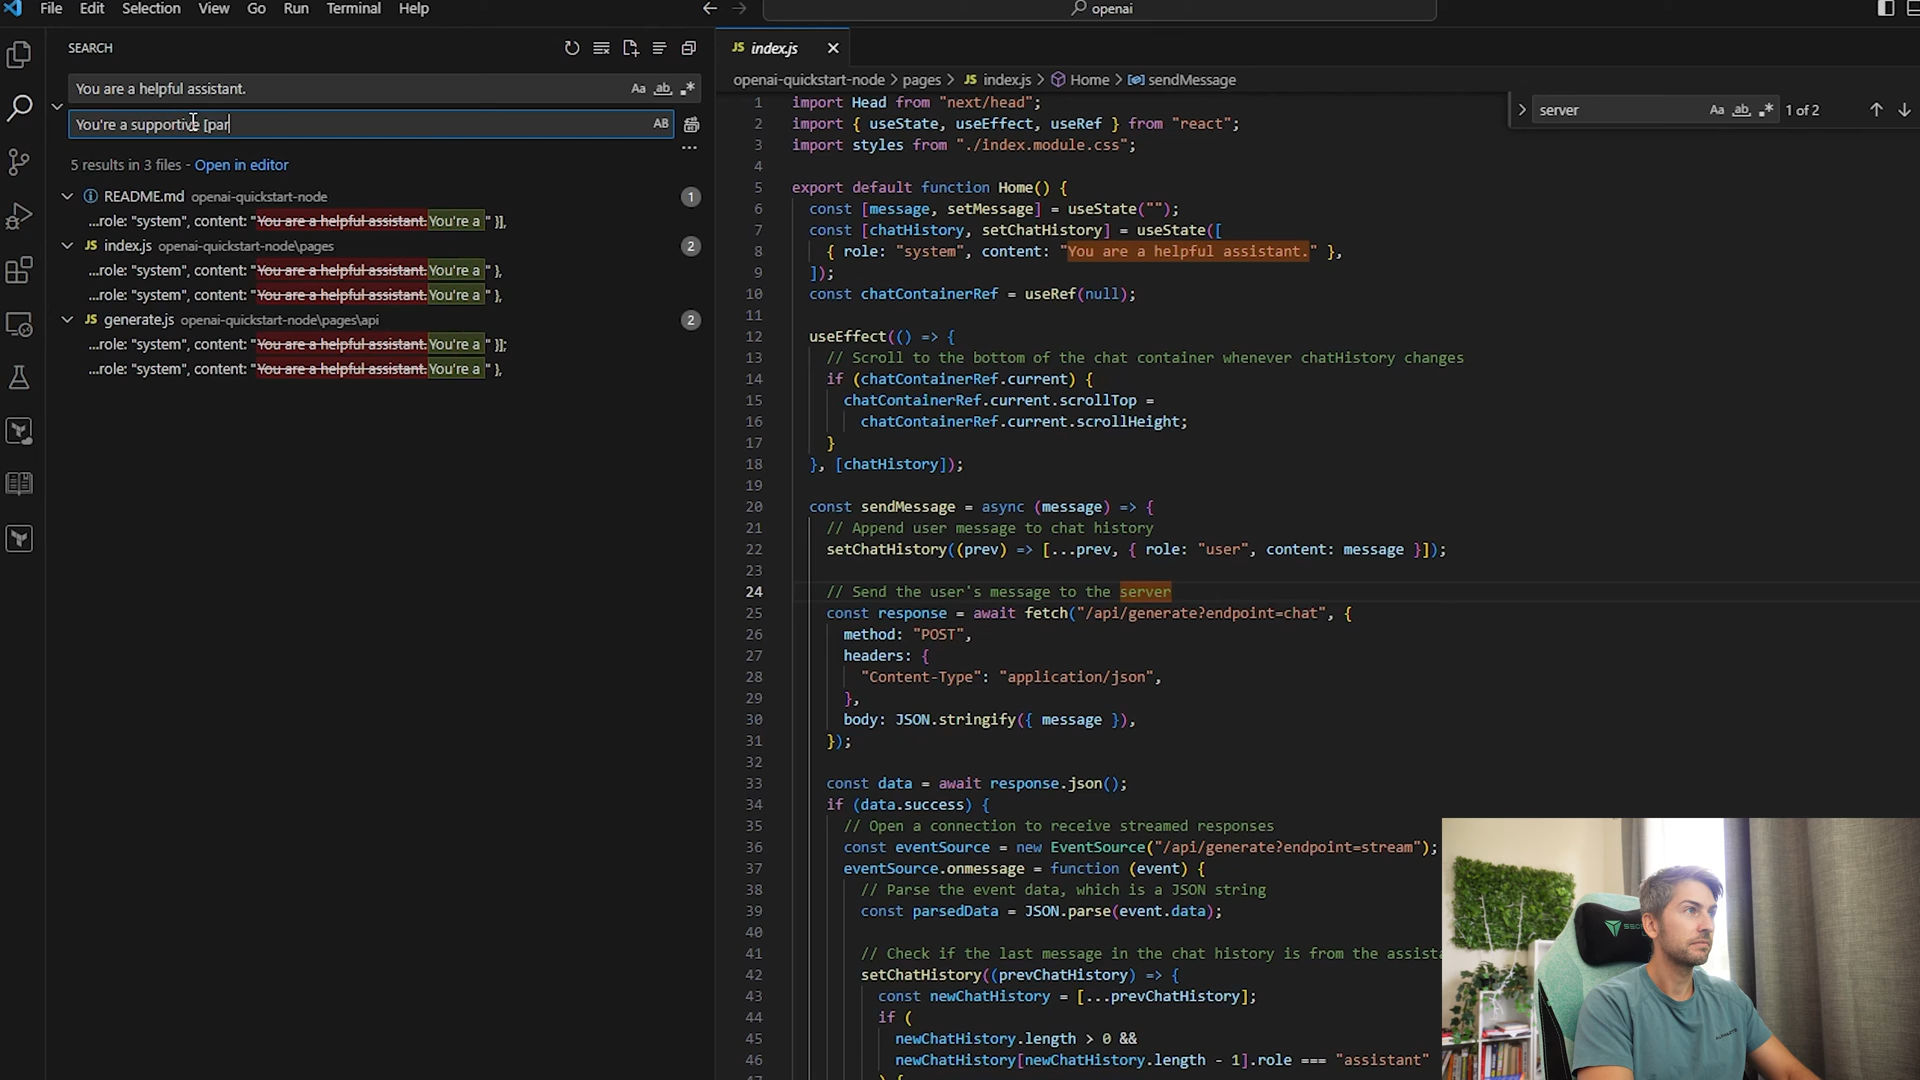 File Edit Selection View Go Run Terminal Help
openai
SEARCH
You are a helpful assistant.
Aa ab
You're a supportive [par
AB
5 results in 3 files - Open in editor
README.md openai-quickstart-node 1
...role: "system", content: "You are a helpful assistant.You're a " }],
index.js openai-quickstart-node\pages 2
...role: "system", content: "You are a helpful assistant.You're a " },
...role: "system", content: "You are a helpful assistant.You're a " },
generate.js openai-quickstart-node\pages\api 2
...role: "system", content: "You are a helpful assistant.You're a " }];
...role: "system", content: "You are a helpful assistant.You're a " },
JS index.js
openai-quickstart-node > pages > JS index.js > Home > sendMessage
server Aa ab 1 of 2
1 import Head from "next/head";
2 import { useState, useEffect, useRef } from "react";
3 import styles from "./index.module.css";
4
5 export default function Home() {
6 const [message, setMessage] = useState("");
7 const [chatHistory, setChatHistory] = useState([
8 { role: "system", content: "You are a helpful assistant." },
9 ]);
10 const chatContainerRef = useRef(null);
11
12 useEffect(() => {
13 // Scroll to the bottom of the chat container whenever chatHistory changes
14 if (chatContainerRef.current) {
15 chatContainerRef.current.scrollTop =
16 chatContainerRef.current.scrollHeight;
17 }
18 }, [chatHistory]);
19
20 const sendMessage = async (message) => {
21 // Append user message to chat history
22 setChatHistory((prev) => [...prev, { role: "user", content: message }]);
23
24 // Send the user's message to the server
25 const response = await fetch("/api/generate?endpoint=chat", {
26 method: "POST",
27 headers: {
28 "Content-Type": "application/json",
29 },
30 body: JSON.stringify({ message }),
31 });
32
33 const data = await response.json();
34 if (data.success) {
35 // Open a connection to receive streamed responses
36 const eventSource = new EventSource("/api/generate?endpoint=stream");
37 eventSource.onmessage = function (event) {
38 // Parse the event data, which is a JSON string
39 const parsedData = JSON.parse(event.data);
40
41 // Check if the last message in the chat history is from the assista
42 setChatHistory((prevChatHistory) => {
43 const newChatHistory = [...prevChatHistory];
44 if (
45 newChatHistory.length > 0 &&
46 newChatHistory[newChatHistory.length - 1].role === "assistant"